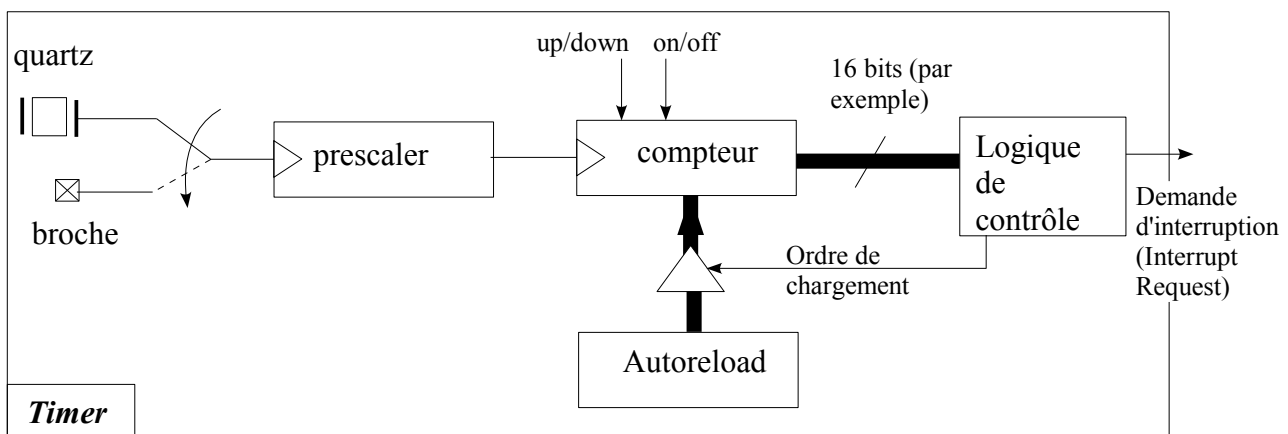 up/down
on/off
quartz
16 bits (par
exemple)
prescaler
compteur
Logique
de
contrôle
broche
Demande
d'interruption
(Interrupt
Request)
Ordre de
chargement
Autoreload
Timer